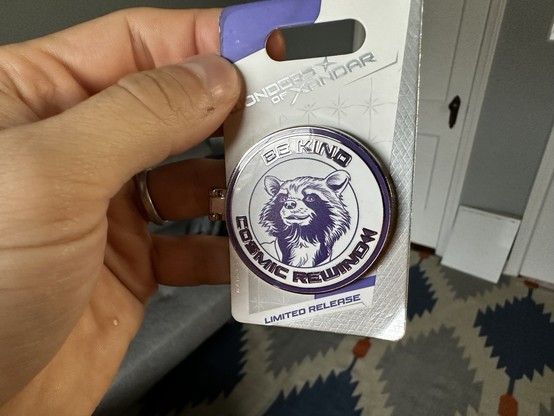 WONDERS
OF XANDAR
BE KIND
COSMIC REWIND
LIMITED RELEASE